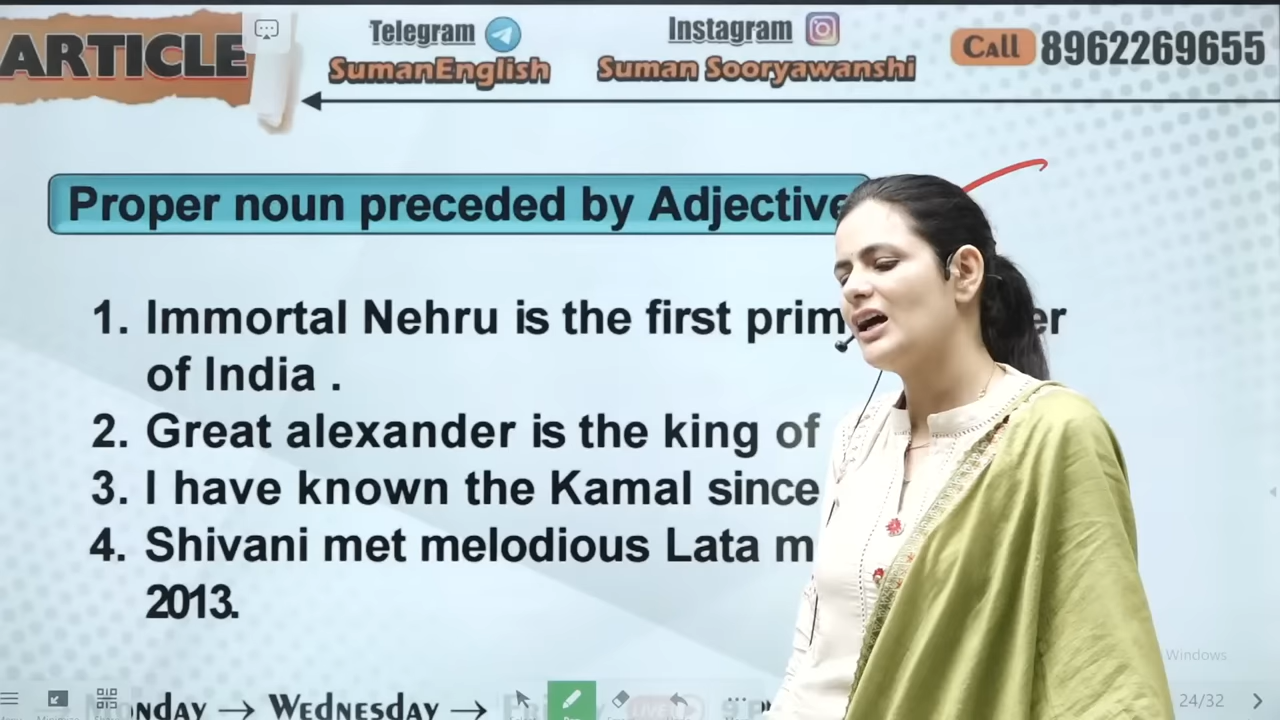 ARTICLE
Telegram
SumanEnglish
Instagram
Suman Sooryawanshi
Call 8962269655
Proper noun preceded by Adjective
1. Immortal Nehru is the first
of India .
2. Great alexander is the king of
3. I have known the Kamal since
4. Shivani met melodious Lata
2013.
Windows
Wednesday →
LIVE
24/32